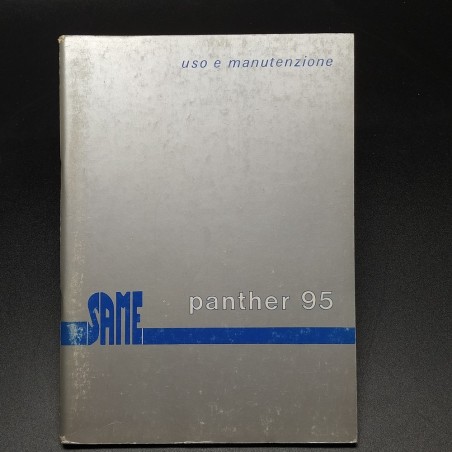 uso e manutenzione
SAME
panther 95